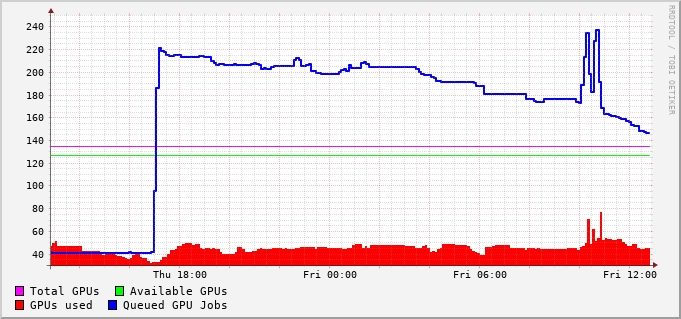 RRDTOOL / TOBI OETIKER
240
220
200
180
160
140
120
100
80
60
40
Thu 18:00 Fri 00:00 Fri 06:00 Fri 12:00
Total GPUs Available GPUs
GPUs used Queued GPU Jobs